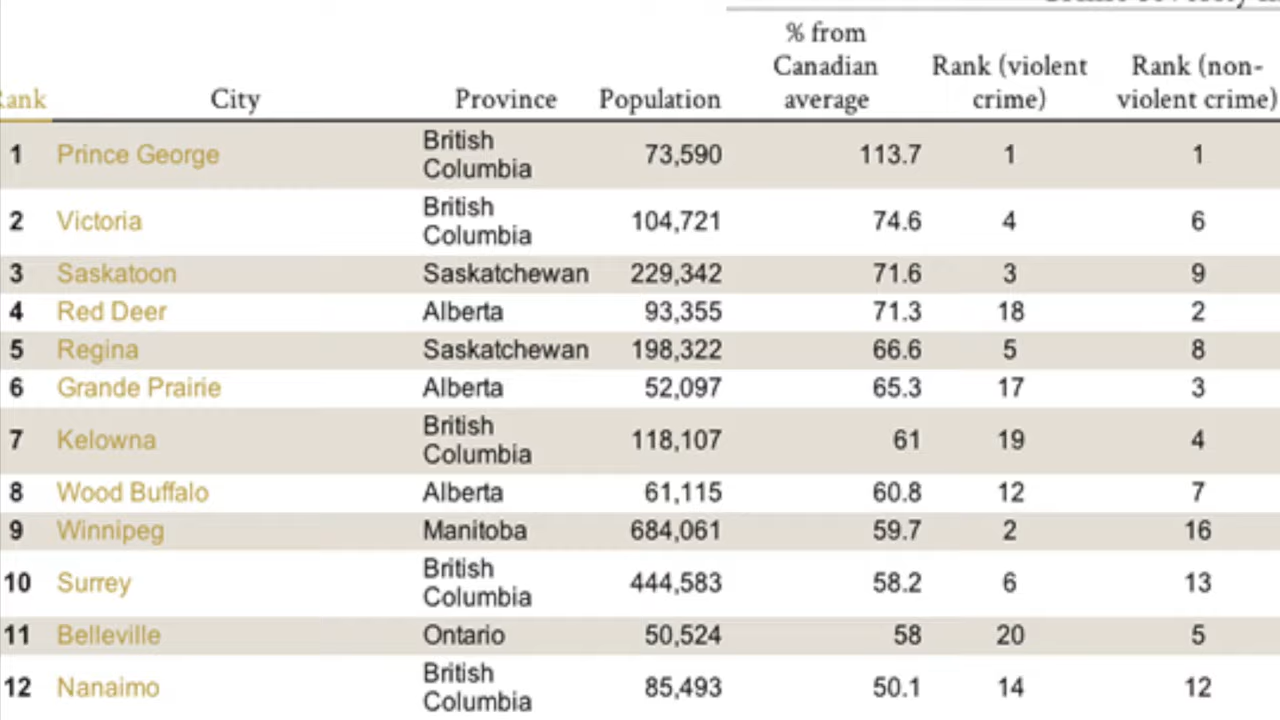 % from
Canadian
average
Rank (violent
crime)
Rank (non-
violent crime)
Rank City Province Population
1 Prince George British Columbia 73,590 113.7 1 1
2 Victoria British Columbia 104,721 74.6 4 6
3 Saskatoon Saskatchewan 229,342 71.6 3 9
4 Red Deer Alberta 93,355 71.3 18 2
5 Regina Saskatchewan 198,322 66.6 5 8
6 Grande Prairie Alberta 52,097 65.3 17 3
7 Kelowna British Columbia 118,107 61 19 4
8 Wood Buffalo Alberta 61,115 60.8 12 7
9 Winnipeg Manitoba 684,061 59.7 2 16
10 Surrey British Columbia 444,583 58.2 6 13
11 Belleville Ontario 50,524 58 20 5
12 Nanaimo British Columbia 85,493 50.1 14 12